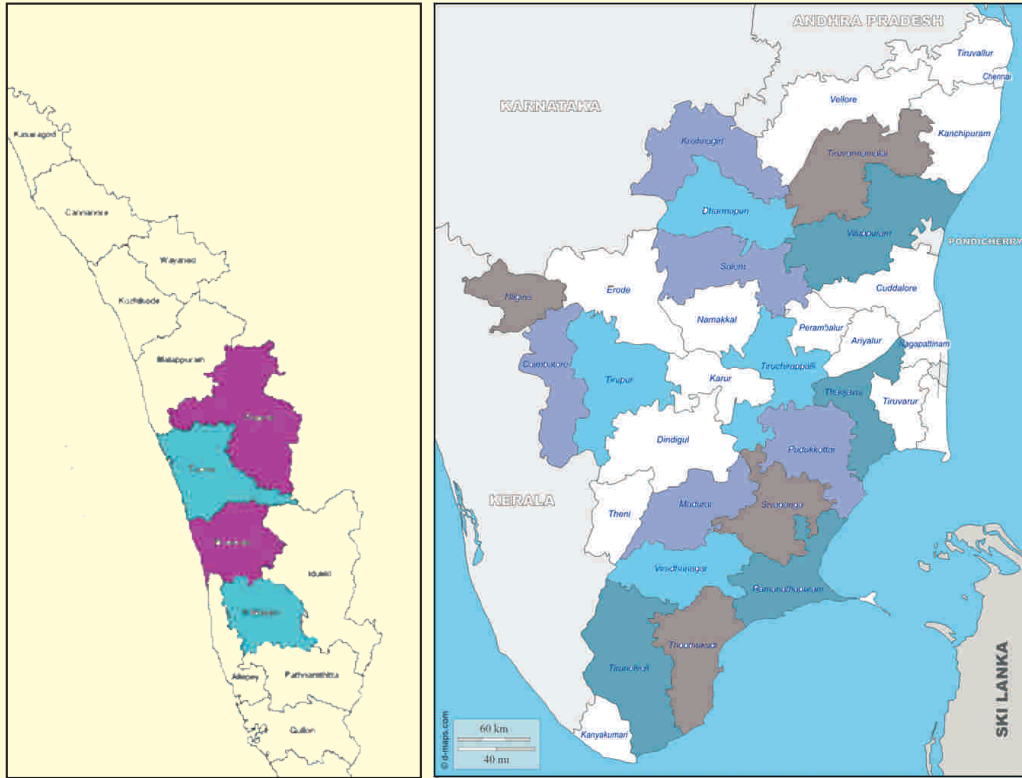 Kasaragod
Cannanore
Wayanad
Kozhikode
Malappuram
Idukki
Pathnamthitta
Allepey
Quilon
ANDHRA PRADESH
Tiruvallur
Chennai
Vellore
KARNATAKA
Kanchipuram
Krishnagiri
Tiruvannamalai
Dharmapuri
Villupuram
PONDICHERRY
Salem
Erode
Nilgiris
Cuddalore
Namakkal
Perambalur
Ariyalur
Nagapattinam
Coimbatore
Tirupur
Karur
Tiruchirappalli
Thanjavur
Tiruvarur
Dindigul
Pudukkottai
KERALA
Theni
Madurai
Sivaganga
Virudhunagar
Ramanathapuram
Thoothukudi
Tirunelveli
Kanyakumari
SKI LANKA
60 km
40 mi
© d-maps.com